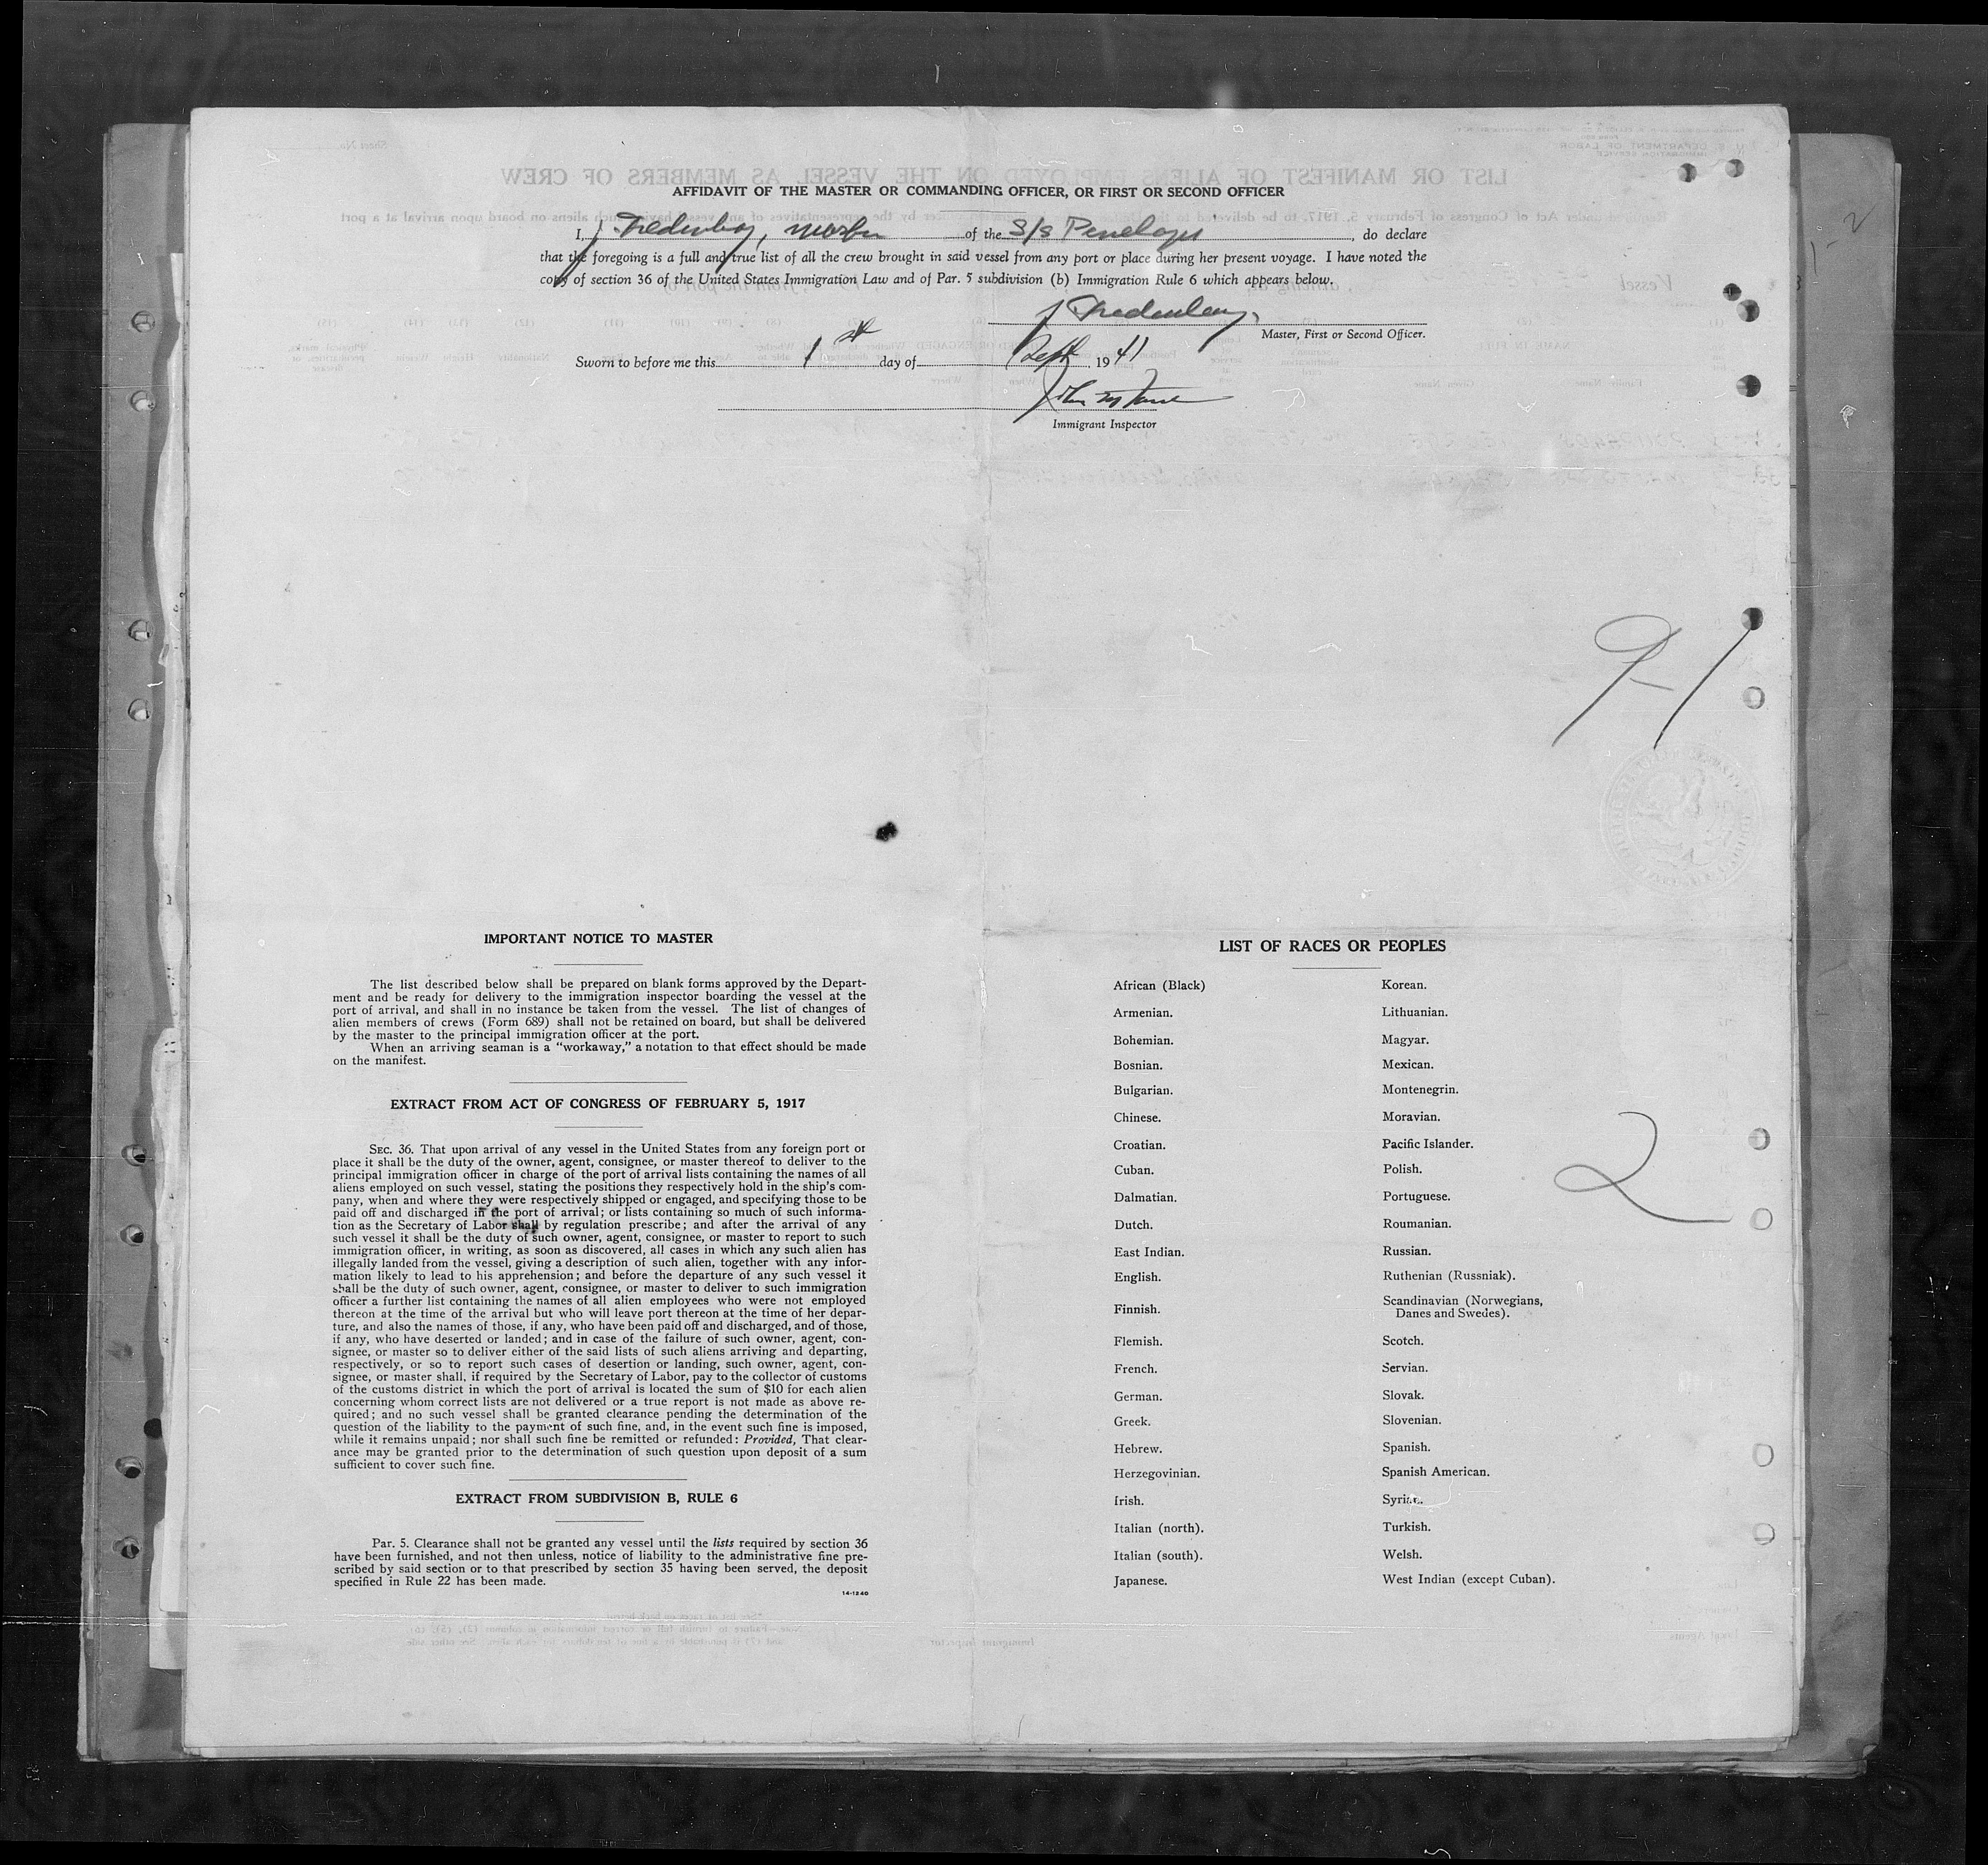 AFFIDAVIT OF THE MASTER OR COMMANDING OFFICER, OR FIRST OR SECOND OFFICER
I, J Fredenberg, master of the S/S Penelope, do declare
that the foregoing is a full and true list of all the crew brought in said vessel from any port or place during her present voyage. I have noted the
copy of section 36 of the United States Immigration Law and of Par. 5 subdivision (b) Immigration Rule 6 which appears below.
Master, First or Second Officer.
Sworn to before me this 1st day of Sept 1941
Immigrant Inspector
9-1
2
IMPORTANT NOTICE TO MASTER
The list described below shall be prepared on blank forms approved by the Depart-
ment and be ready for delivery to the immigration inspector boarding the vessel at the
port of arrival, and shall in no instance be taken from the vessel. The list of changes of
alien members of crews (Form 689) shall not be retained on board, but shall be delivered
by the master to the principal immigration officer at the port.
When an arriving seaman is a "workaway," a notation to that effect should be made
on the manifest.
EXTRACT FROM ACT OF CONGRESS OF FEBRUARY 5, 1917
SEC. 36. That upon arrival of any vessel in the United States from any foreign port or
place it shall be the duty of the owner, agent, consignee, or master thereof to deliver to the
principal immigration officer in charge of the port of arrival lists containing the names of all
aliens employed on such vessel, stating the positions they respectively hold in the ship's com-
pany, when and where they were respectively shipped or engaged, and specifying those to be
paid off and discharged in the port of arrival; or lists containing so much of such informa-
tion as the Secretary of Labor shall by regulation prescribe; and after the arrival of any
such vessel it shall be the duty of such owner, agent, consignee, or master to report to such
immigration officer, in writing, as soon as discovered, all cases in which any such alien has
illegally landed from the vessel, giving a description of such alien, together with any infor-
mation likely to lead to his apprehension; and before the departure of any such vessel it
shall be the duty of such owner, agent, consignee, or master to deliver to such immigration
officer a further list containing the names of all alien employees who were not employed
thereon at the time of the arrival but who will leave port thereon at the time of her depar-
ture, and also the names of those, if any, who have been paid off and discharged, and of those,
if any, who have deserted or landed; and in case of the failure of such owner, agent, con-
signee, or master so to deliver either of the said lists of such aliens arriving and departing,
respectively, or so to report such cases of desertion or landing, such owner, agent, con-
signee, or master shall, if required by the Secretary of Labor, pay to the collector of customs
of the customs district in which the port of arrival is located the sum of $10 for each alien
concerning whom correct lists are not delivered or a true report is not made as above re-
quired; and no such vessel shall be granted clearance pending the determination of the
question of the liability to the payment of such fine, and, in the event such fine is imposed,
while it remains unpaid; nor shall such fine be remitted or refunded: Provided, That clear-
ance may be granted prior to the determination of such question upon deposit of a sum
sufficient to cover such fine.
EXTRACT FROM SUBDIVISION B, RULE 6
Par. 5. Clearance shall not be granted any vessel until the lists required by section 36
have been furnished, and not then unless, notice of liability to the administrative fine pre-
scribed by said section or to that prescribed by section 35 having been served, the deposit
specified in Rule 22 has been made.
14-1240
LIST OF RACES OR PEOPLES
African (Black)
Armenian.
Bohemian.
Bosnian.
Bulgarian.
Chinese.
Croatian.
Cuban.
Dalmatian.
Dutch.
East Indian.
English.
Finnish.
Flemish.
French.
German.
Greek.
Hebrew.
Herzegovinian.
Irish.
Italian (north).
Italian (south).
Japanese.
Korean.
Lithuanian.
Magyar.
Mexican.
Montenegrin.
Moravian.
Pacific Islander.
Polish.
Portuguese.
Roumanian.
Russian.
Ruthenian (Russniak).
Scandinavian (Norwegians,
Danes and Swedes).
Scotch.
Servian.
Slovak.
Slovenian.
Spanish.
Spanish American.
Syrian.
Turkish.
Welsh.
West Indian (except Cuban).